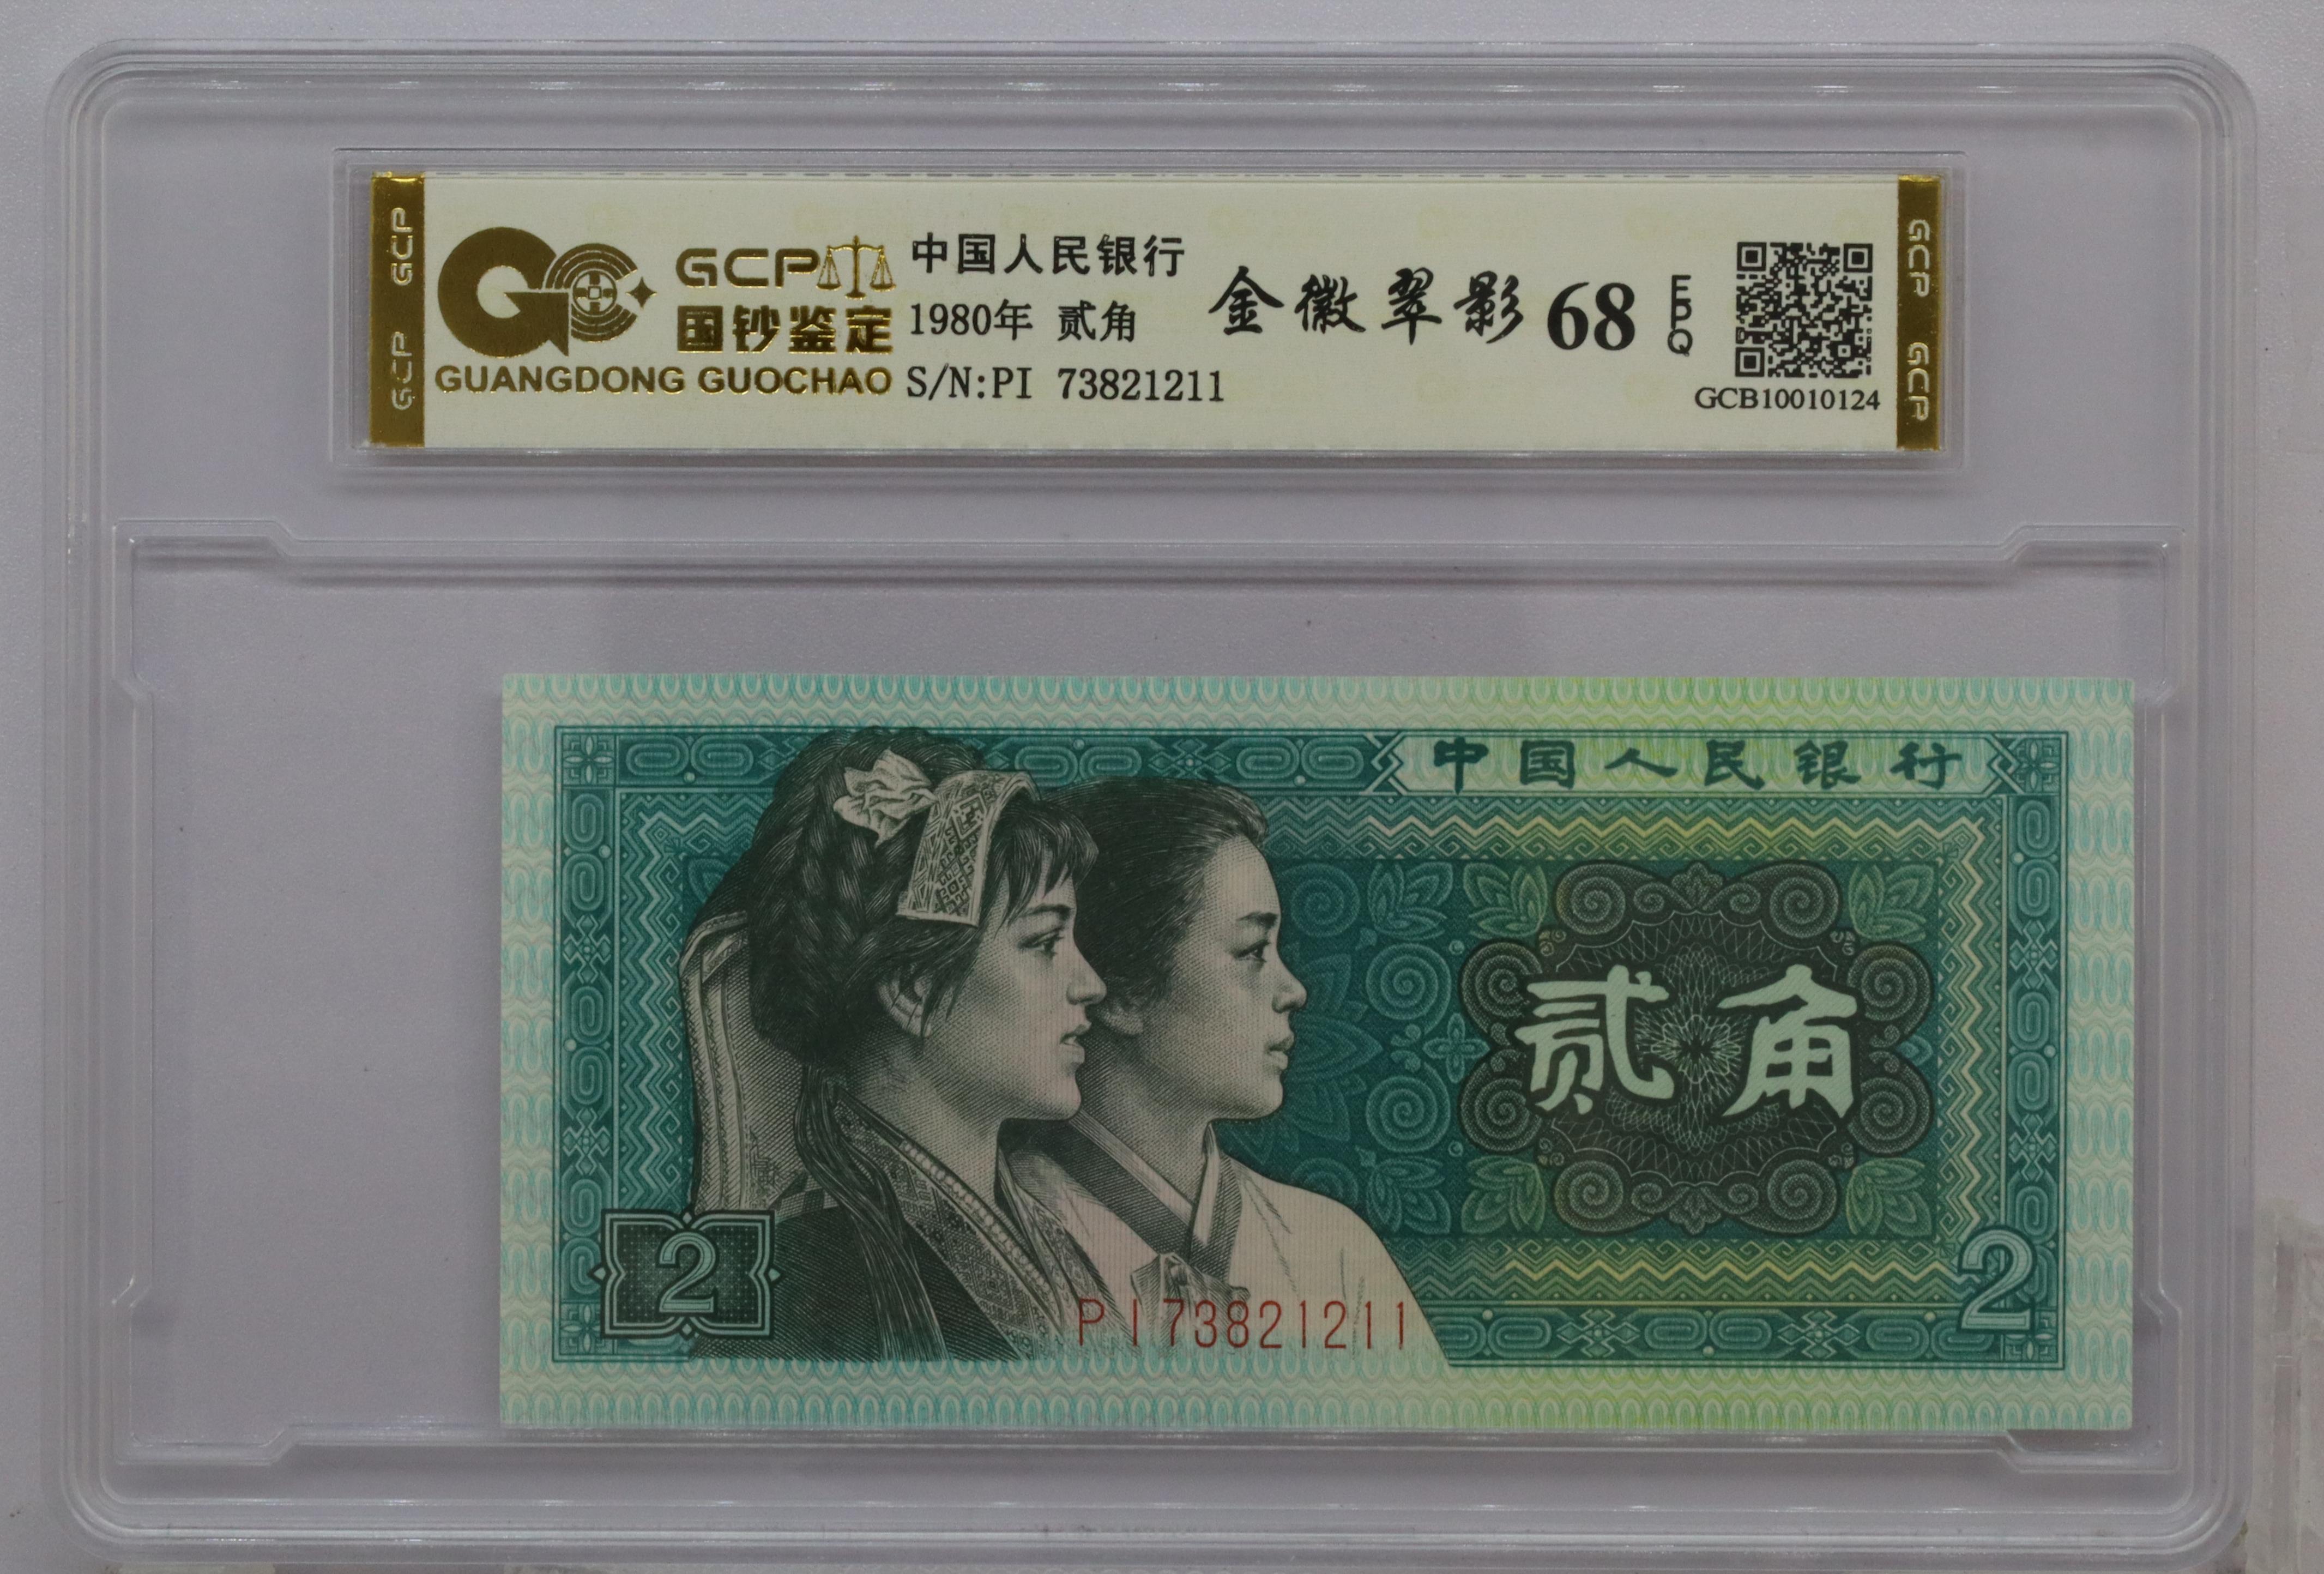 GCP GCP
GCP
国钞鉴定
GUANGDONG GUOCHAO
中国人民银行
1980年 贰角
S/N:PI 73821211
金徽翠影 68 EPQ
GCB10010124
GCP GCP
中国人民银行
贰角
2
PI73821211
2